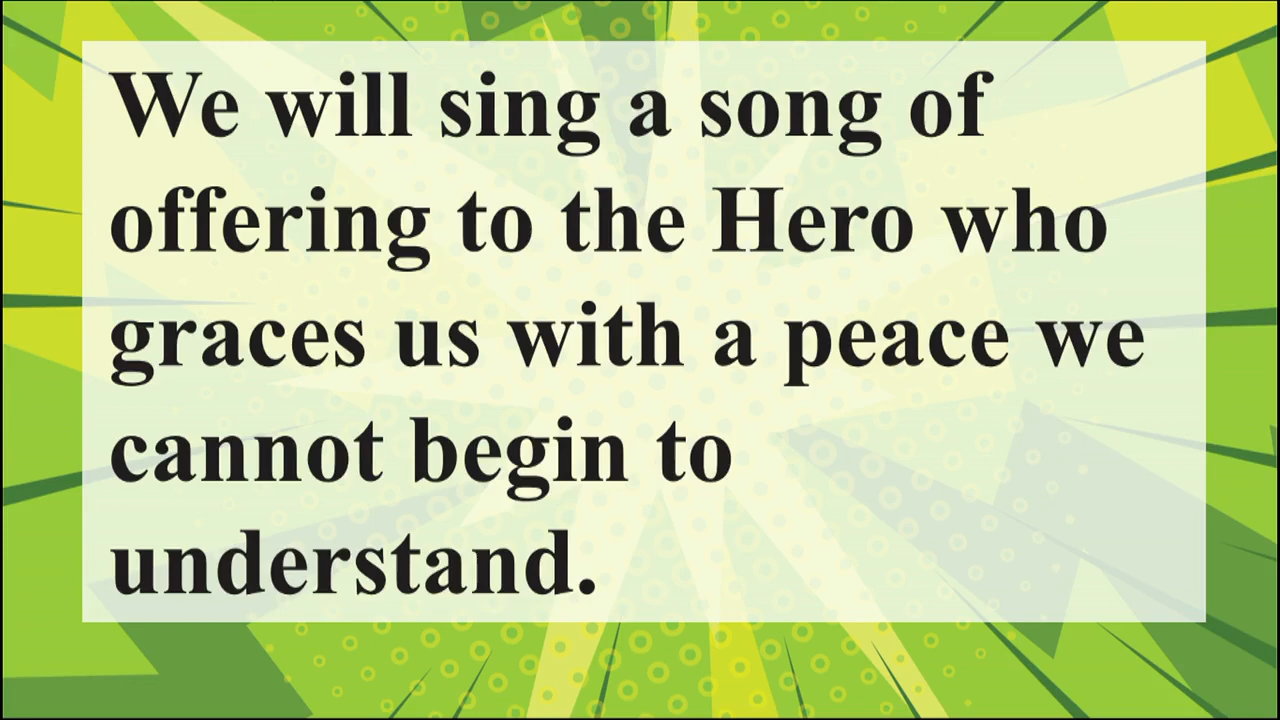 We will sing a song of
offering to the Hero who
graces us with a peace we
cannot begin to
understand.